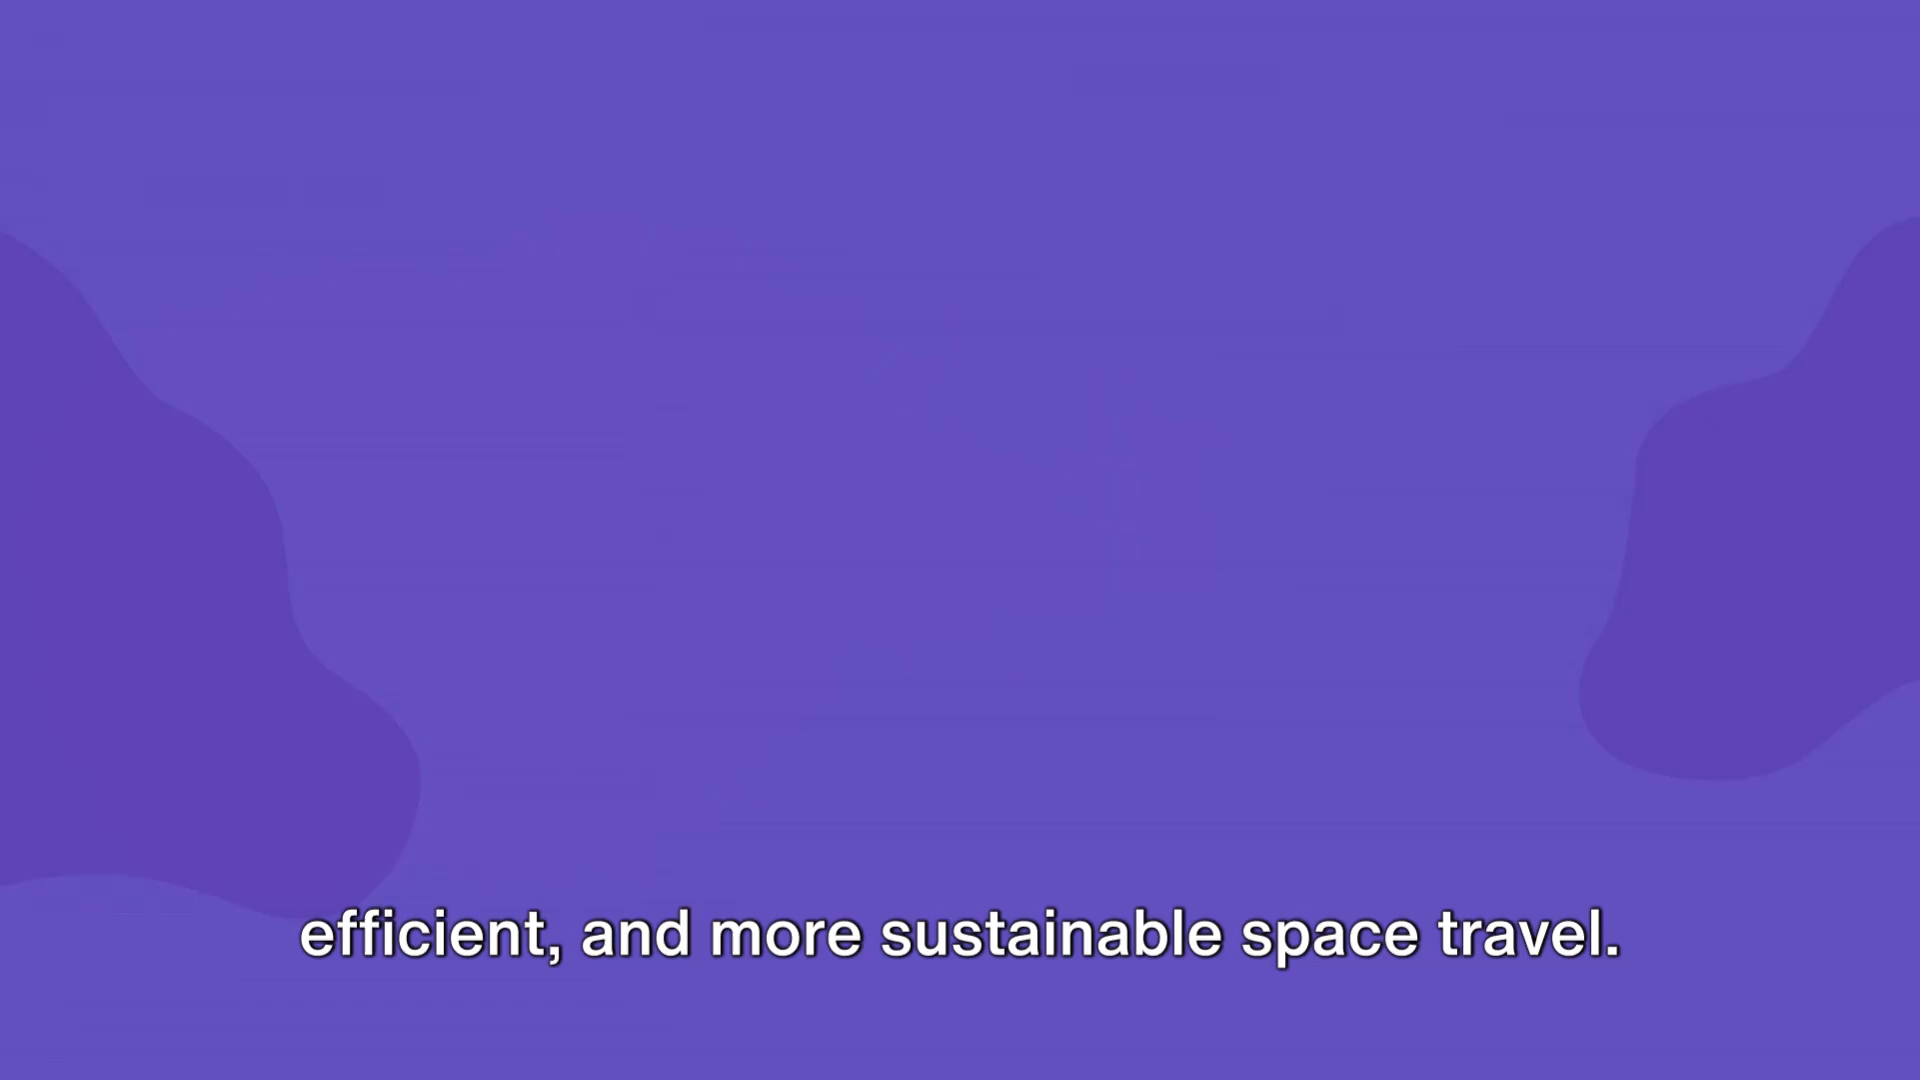 efficient, and more sustainable space travel.